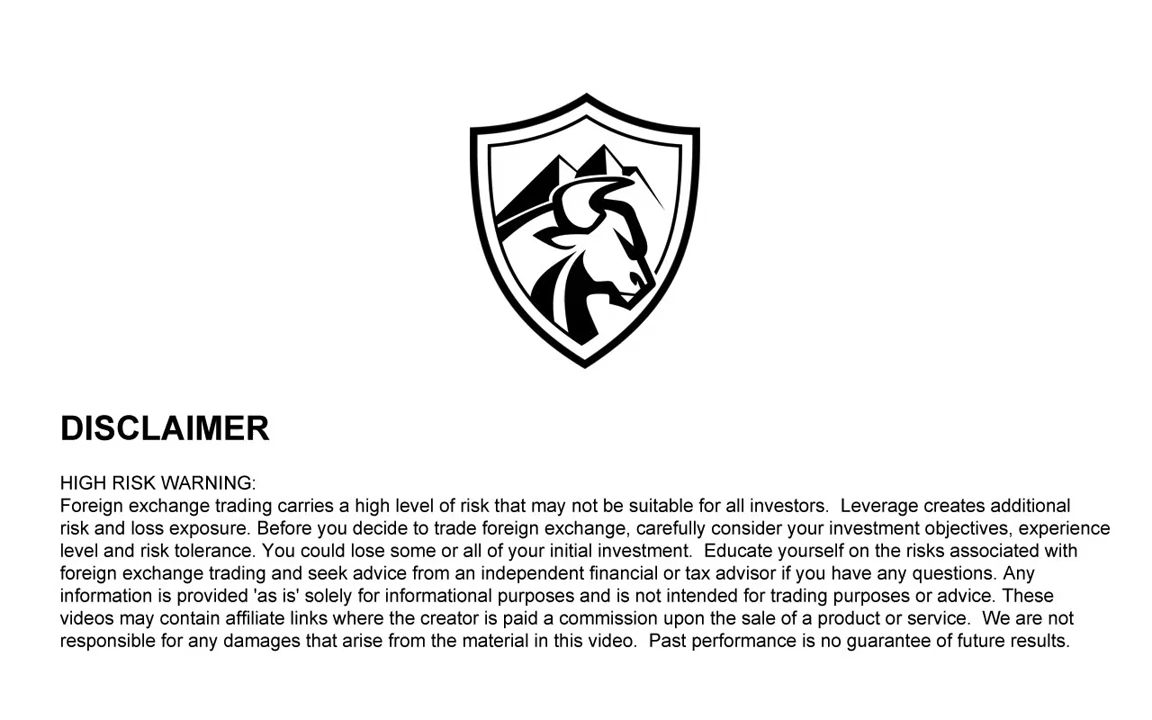 DISCLAIMER
HIGH RISK WARNING:
Foreign exchange trading carries a high level of risk that may not be suitable for all investors.  Leverage creates additional
risk and loss exposure. Before you decide to trade foreign exchange, carefully consider your investment objectives, experience
level and risk tolerance. You could lose some or all of your initial investment.  Educate yourself on the risks associated with
foreign exchange trading and seek advice from an independent financial or tax advisor if you have any questions. Any
information is provided 'as is' solely for informational purposes and is not intended for trading purposes or advice. These
videos may contain affiliate links where the creator is paid a commission upon the sale of a product or service.  We are not
responsible for any damages that arise from the material in this video.  Past performance is no guarantee of future results.